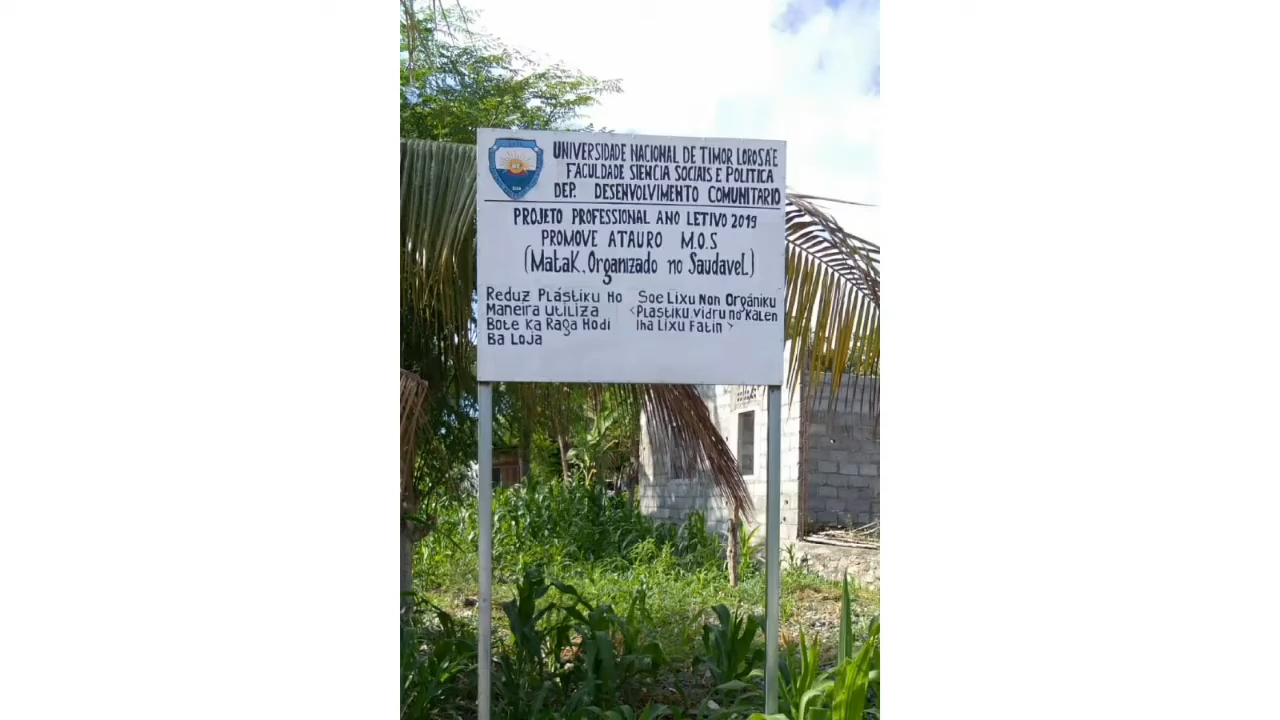 UNIVERSIDADE NACIONAL DE TIMOR LOROSA'E
FACULDADE SIENCIA SOCIAIS E POLITICA
DEP. DESENVOLVIMENTO COMUNITARIO
PROJETO PROFESSIONAL ANO LETIVO 2019
PROMOVE ATAURO M.O.S
(Matak, Organizado no Saudavel)
Reduz Plástiku Ho
Maneira Utiliza
Bote Ka Raga Hodi
Ba Loja
Soe Lixu Non Orgániku
<Plastiku Vidru no Kalen
Iha Lixu Fatin >